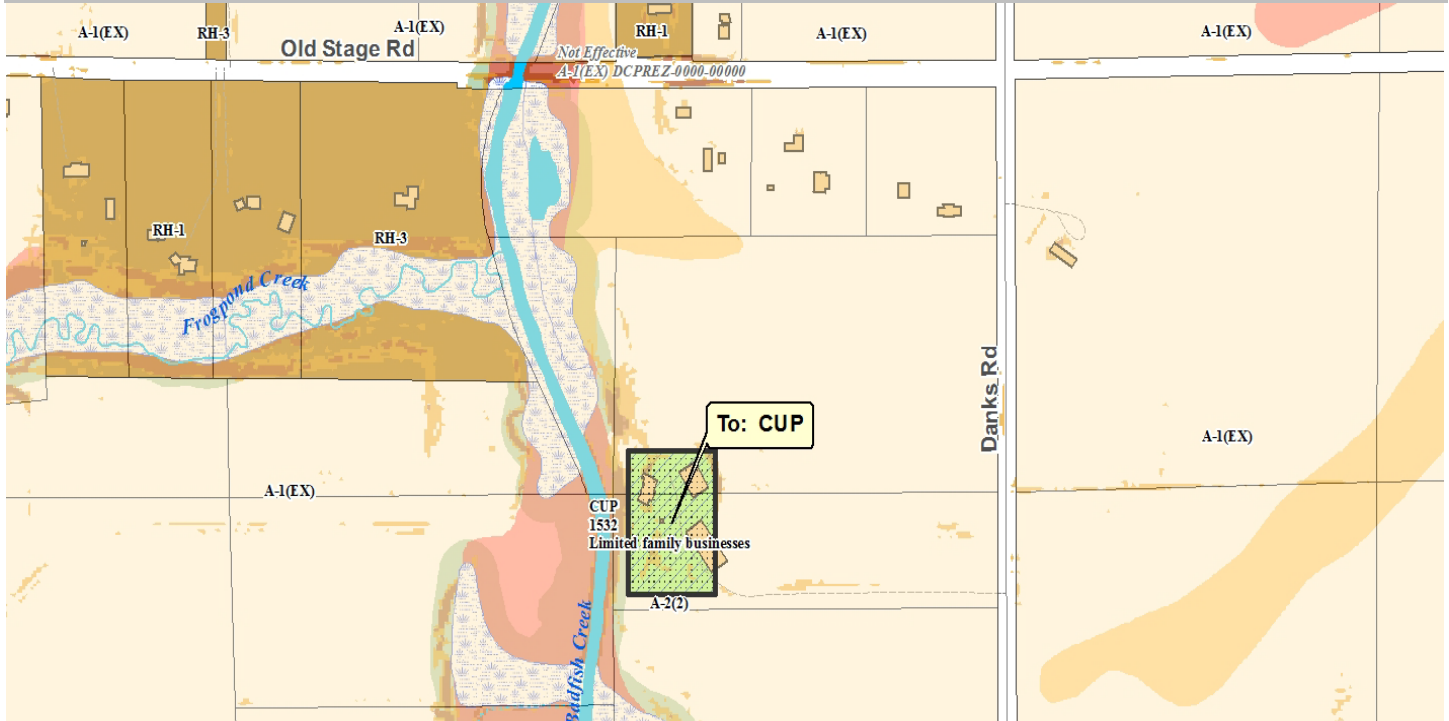 A-1(EX)
RH-3
A-1(EX)
RH-1
A-1(EX)
A-1(EX)
Old Stage Rd
Not Effective
A-1(EX) DCPREZ-0000-00000
RH-1
RH-3
Frogpond Creek
Danks Rd
To: CUP
A-1(EX)
A-1(EX)
CUP
1532
Limited family businesses
A-2(2)
Badfish Creek